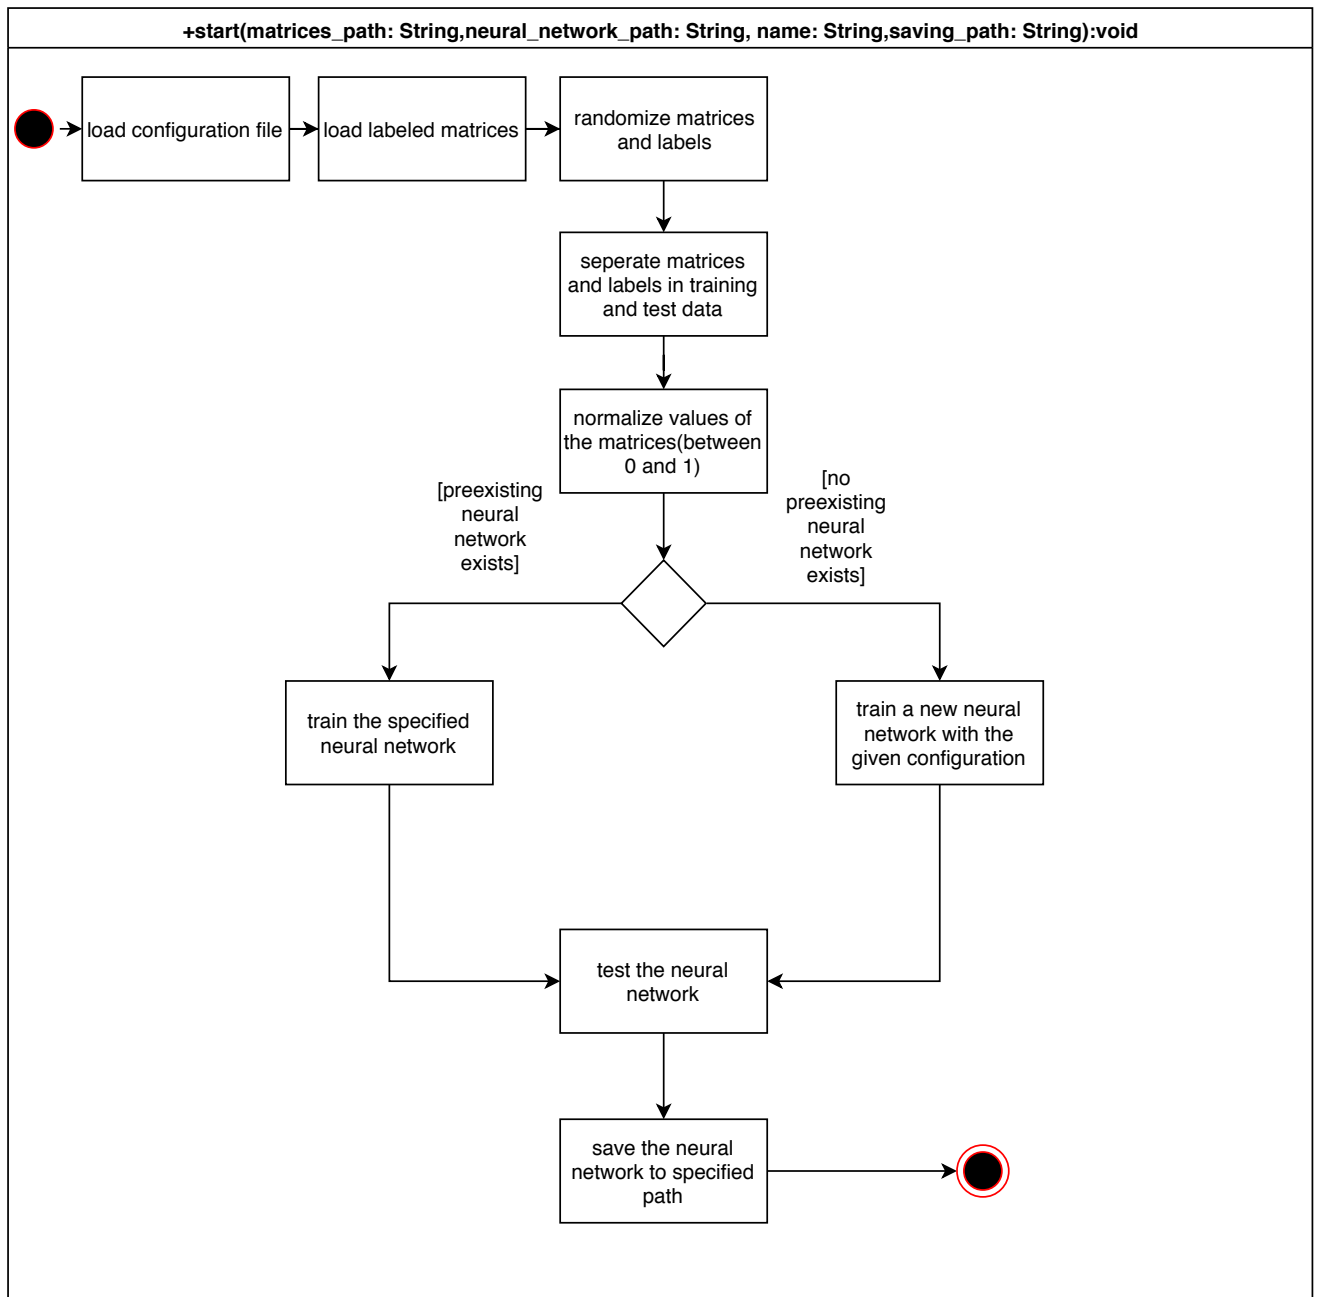 +start(matrices_path: String,neural_network_path: String, name: String,saving_path: String):void
load configuration file
load labeled matrices
randomize matrices
and labels
seperate matrices
and labels in training
and test data
normalize values of
the matrices(between
0 and 1)
[preexisting
neural
network
exists]
[no
preexisting
neural
network
exists]
train the specified
neural network
train a new neural
network with the
given configuration
test the neural
network
save the neural
network to specified
path